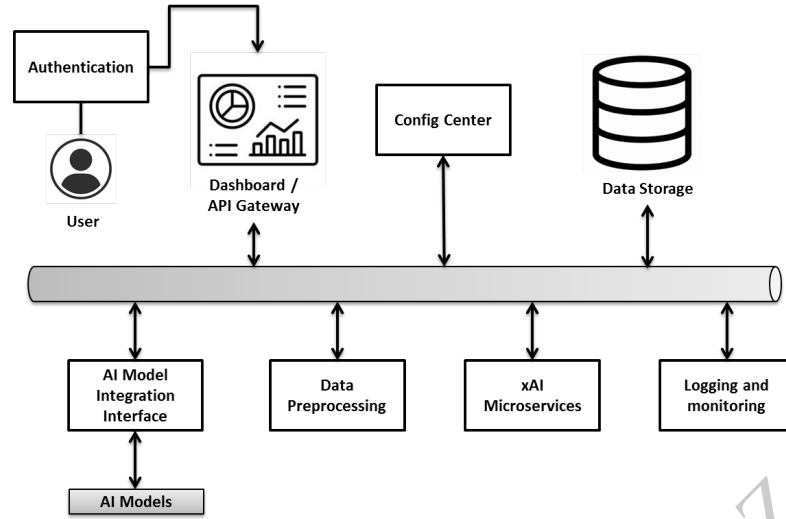 Authentication
User
Dashboard /
API Gateway
Config Center
Data Storage
AI Model
Integration
Interface
Data
Preprocessing
xAI
Microservices
Logging and
monitoring
AI Models